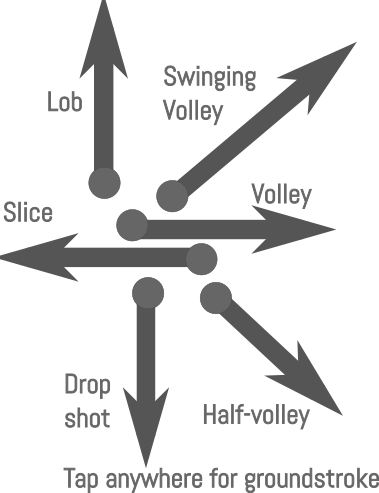 Lob
Swinging
Volley
Volley
Slice
Drop
shot
Half-volley
Tap anywhere for groundstroke